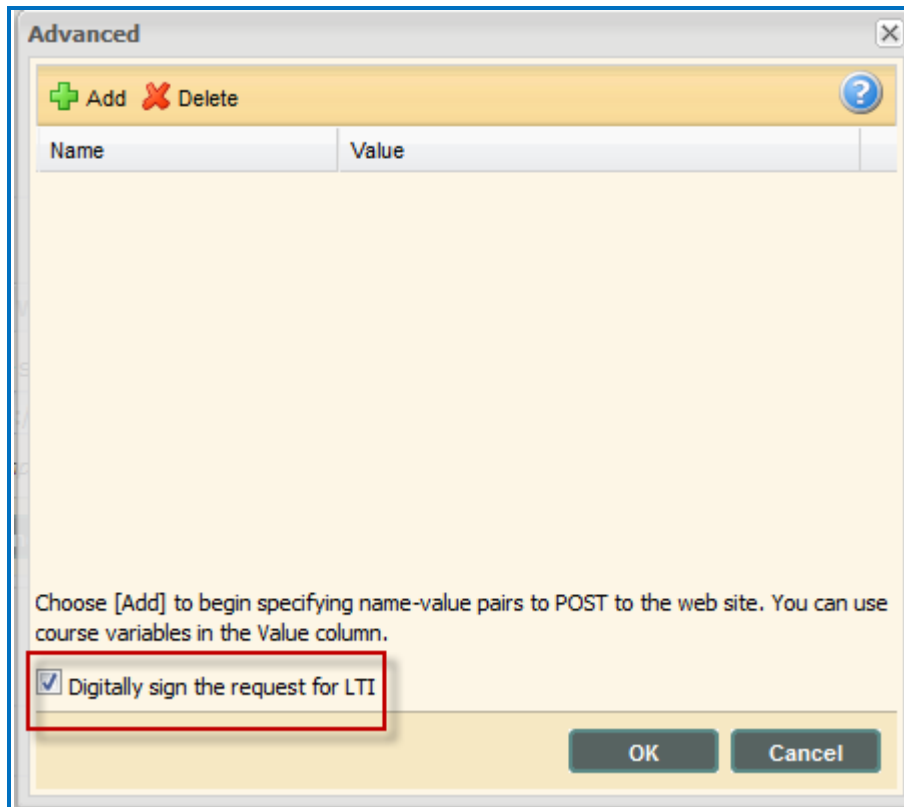 Advanced
Add Delete
Name Value
Choose [Add] to begin specifying name-value pairs to POST to the web site. You can use
course variables in the Value column.
Digitally sign the request for LTI
OK Cancel